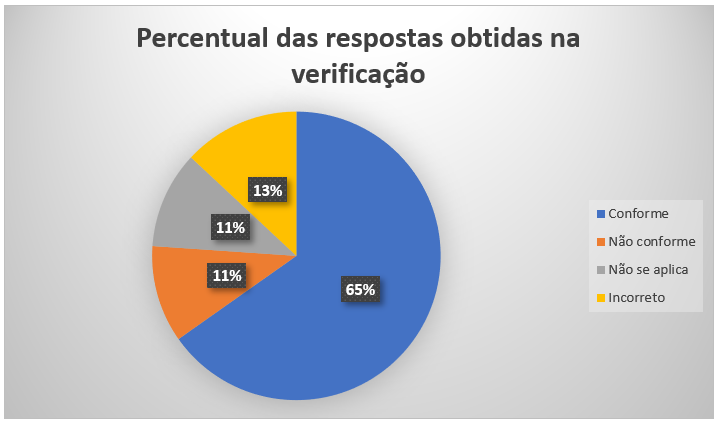 Percentual das respostas obtidas na
verificação
13%
11%
11%
65%
Conforme
Não conforme
Não se aplica
Incorreto